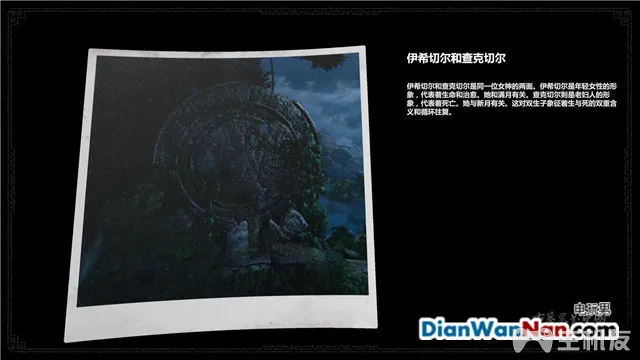 伊希切尔和查克切尔
伊希切尔和查克切尔是同一位女神的两面。伊希切尔是年轻女性的形
象，代表着生命和治愈。她和满月有关。查克切尔则是老妇人的形
象，代表着死亡。她与新月有关。这对双生子象征着生与死的双重含
义和循环往复。
电玩男
DianWanNan.com